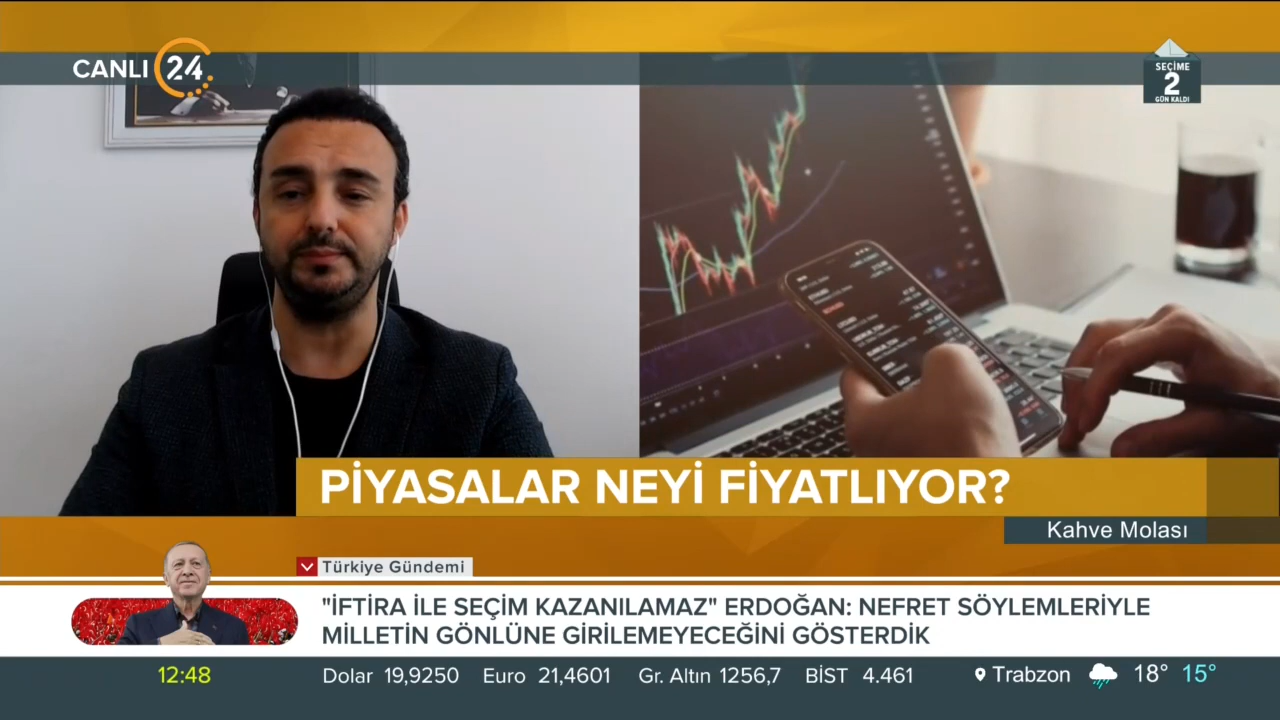 CANLI 24
SEÇİME
2
GÜN KALDI
PİYASALAR NEYİ FİYATLIYOR?
Kahve Molası
Türkiye Gündemi
"İFTİRA İLE SEÇİM KAZANILAMAZ" ERDOĞAN: NEFRET SÖYLEMLERİYLE
MİLLETİN GÖNLÜNE GİRİLEMEYECEĞİNİ GÖSTERDİK
12:48 Dolar 19,9250 Euro 21,4601 Gr. Altın 1256,7 BİST 4.461 Trabzon 18° 15°